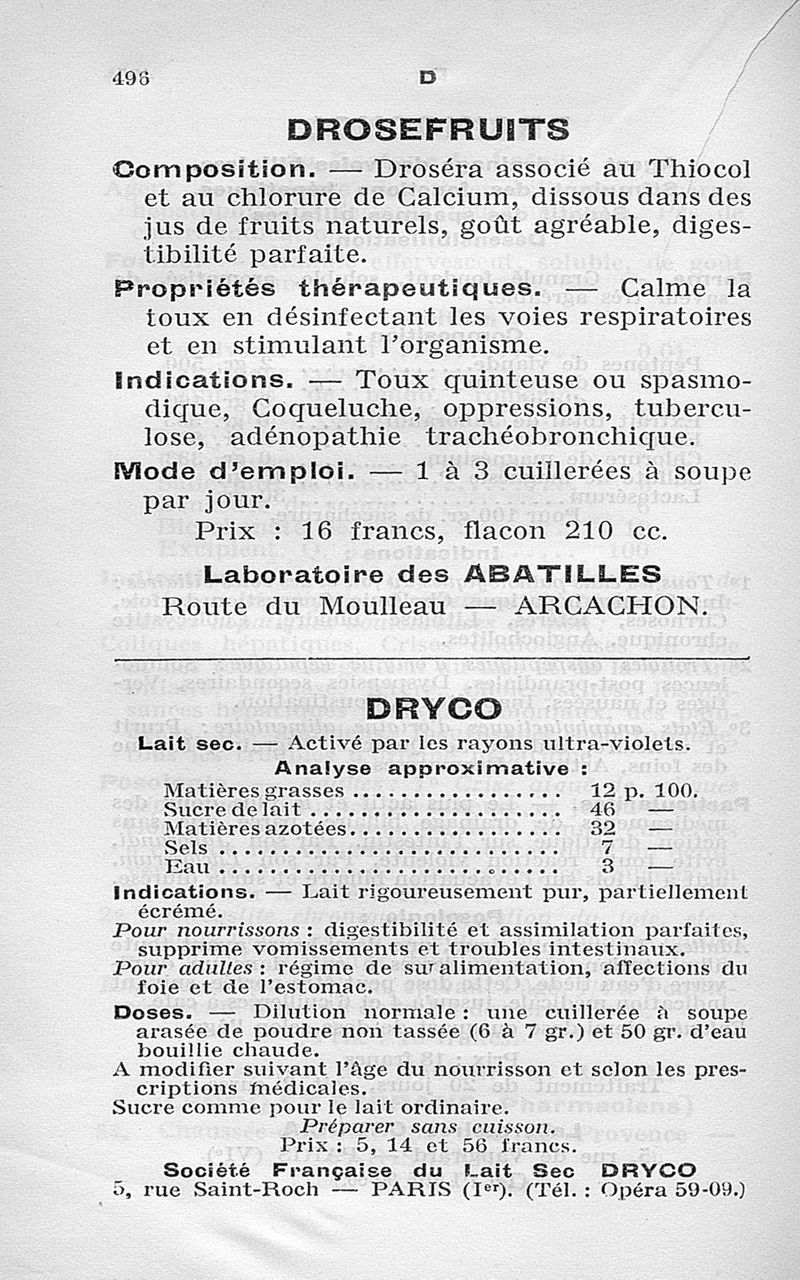 496
D
DROSEFRUITS
Composition. — Droséra associé au Thiocol
et au chlorure de Calcium, dissous dans des
jus de fruits naturels, goût agréable, diges-
tibilité parfaite.
Propriétés thérapeutiques. — Calme la
toux en désinfectant les voies respiratoires
et en stimulant l'organisme.
Indications. — Toux quinteuse ou spasmo-
dique, Coqueluche, oppressions, tubercu-
lose, adénopathie trachéobronchique.
Mode d'emploi. — 1 à 3 cuillerées à soupe
par jour.
Prix : 16 francs, flacon 210 cc.
Laboratoire des ABATILLES
Route du Moulleau — ARCACHON.
DRYCO
Lait sec. — Activé par les rayons ultra-violets.
Analyse approximative :
Matières grasses .................. 12 p. 100.
Sucre de lait ..................... 46 —
Matières azotées.................. 32 —
Sels ............................. 7 —
Eau ............................. 3 —
Indications. — Lait rigoureusement pur, partiellement
écrémé.
Pour nourrissons : digestibilité et assimilation parfaites,
supprime vomissements et troubles intestinaux.
Pour adultes : régime de suralimentation, affections du
foie et de l'estomac.
Doses. — Dilution normale : une cuillerée à soupe
arasée de poudre non tassée (6 à 7 gr.) et 50 gr. d'eau
bouillie chaude.
A modifier suivant l'âge du nourrisson et selon les pres-
criptions médicales.
Sucre comme pour le lait ordinaire.
Préparer sans cuisson.
Prix : 5, 14 et 56 francs.
Société Française du Lait Sec DRYCO
5, rue Saint-Roch — PARIS (Ier). (Tél. : Opéra 59-09.)